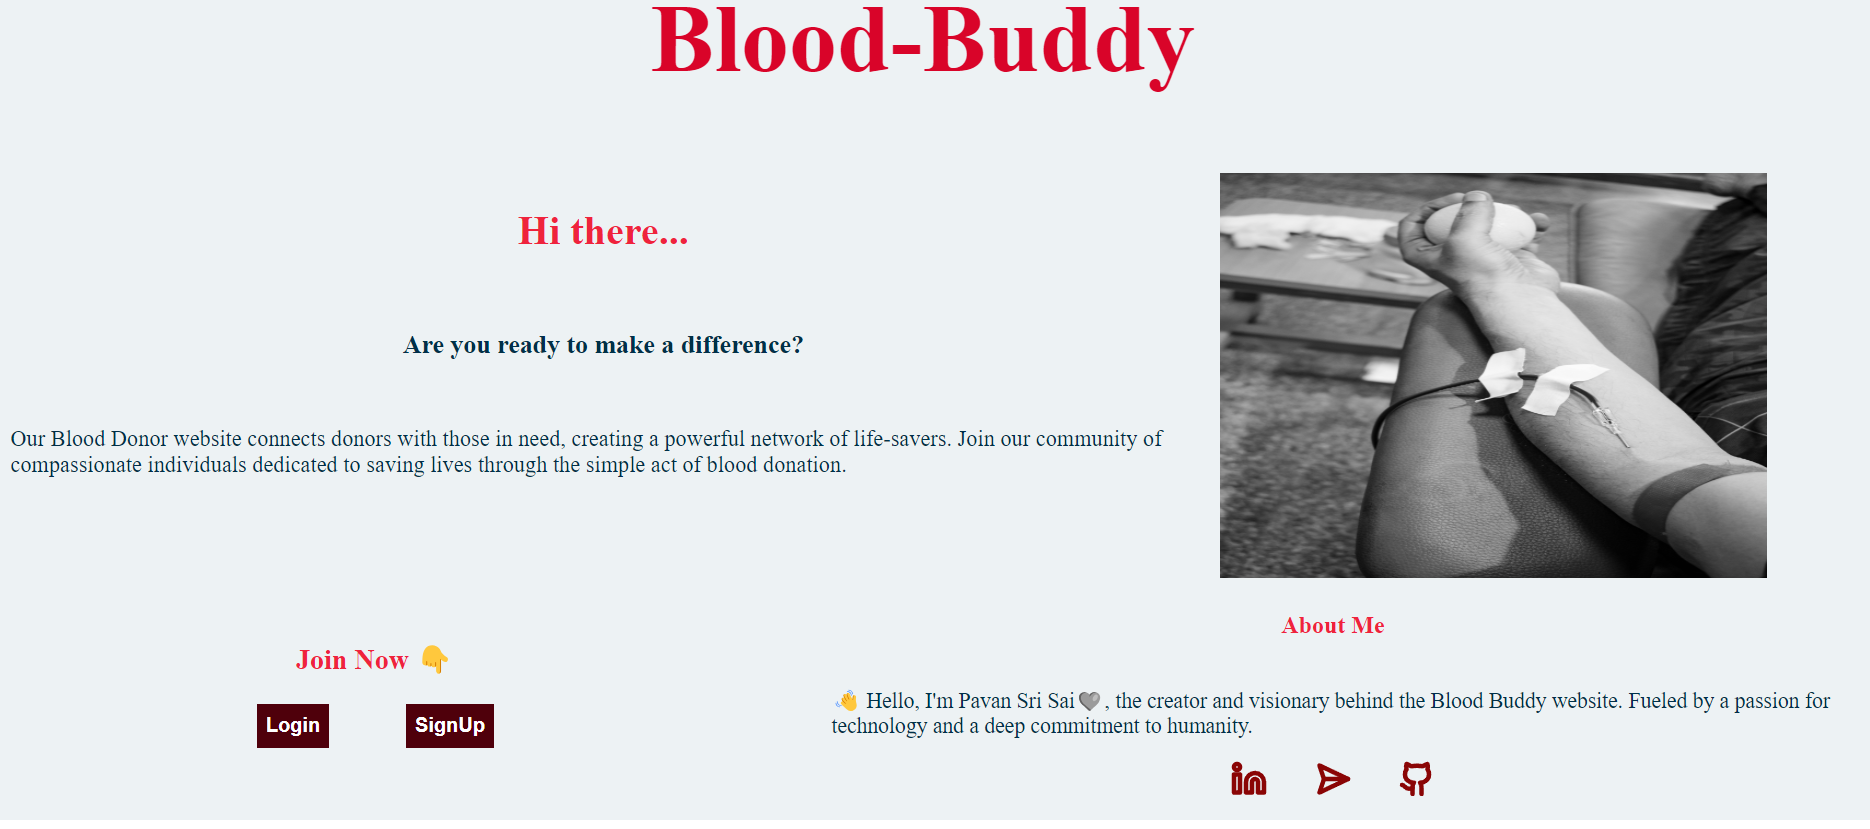 Blood-Buddy
Hi there...
Are you ready to make a difference?
Our Blood Donor website connects donors with those in need, creating a powerful network of life-savers. Join our community of
compassionate individuals dedicated to saving lives through the simple act of blood donation.
Join Now 👇
Login
SignUp
About Me
👋 Hello, I'm Pavan Sri Sai🩶, the creator and visionary behind the Blood Buddy website. Fueled by a passion for
technology and a deep commitment to humanity.
in